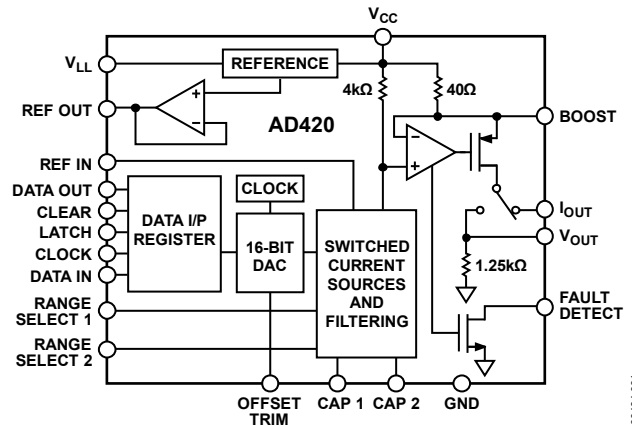 VCC
VLL
REFERENCE
REF OUT
4kΩ
40Ω
+
−
AD420
BOOST
−
+
REF IN
DATA OUT
CLEAR
LATCH
CLOCK
DATA IN
DATA I/P
REGISTER
CLOCK
16-BIT
DAC
SWITCHED
CURRENT
SOURCES
AND
FILTERING
IOUT
VOUT
1.25kΩ
RANGE
SELECT 1
RANGE
SELECT 2
FAULT
DETECT
OFFSET
TRIM
CAP 1
CAP 2
GND